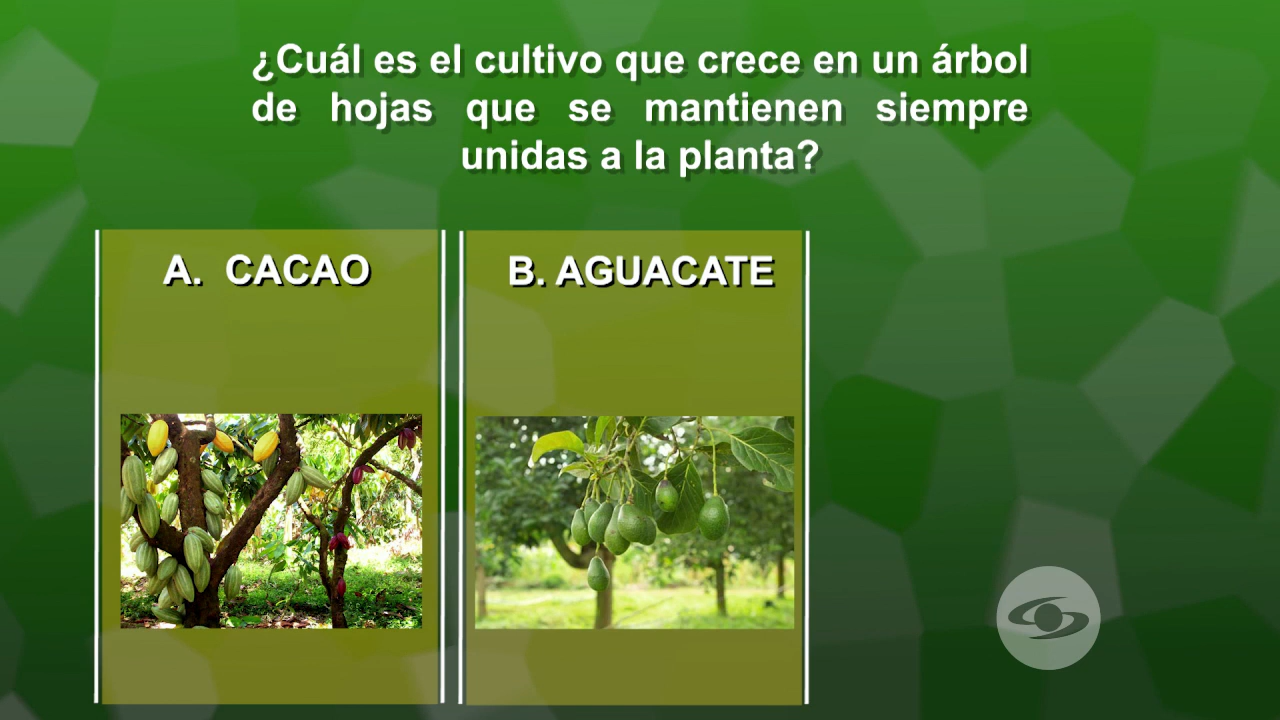 ¿Cuál es el cultivo que crece en un árbol
de hojas que se mantienen siempre
unidas a la planta?
A. CACAO
B. AGUACATE